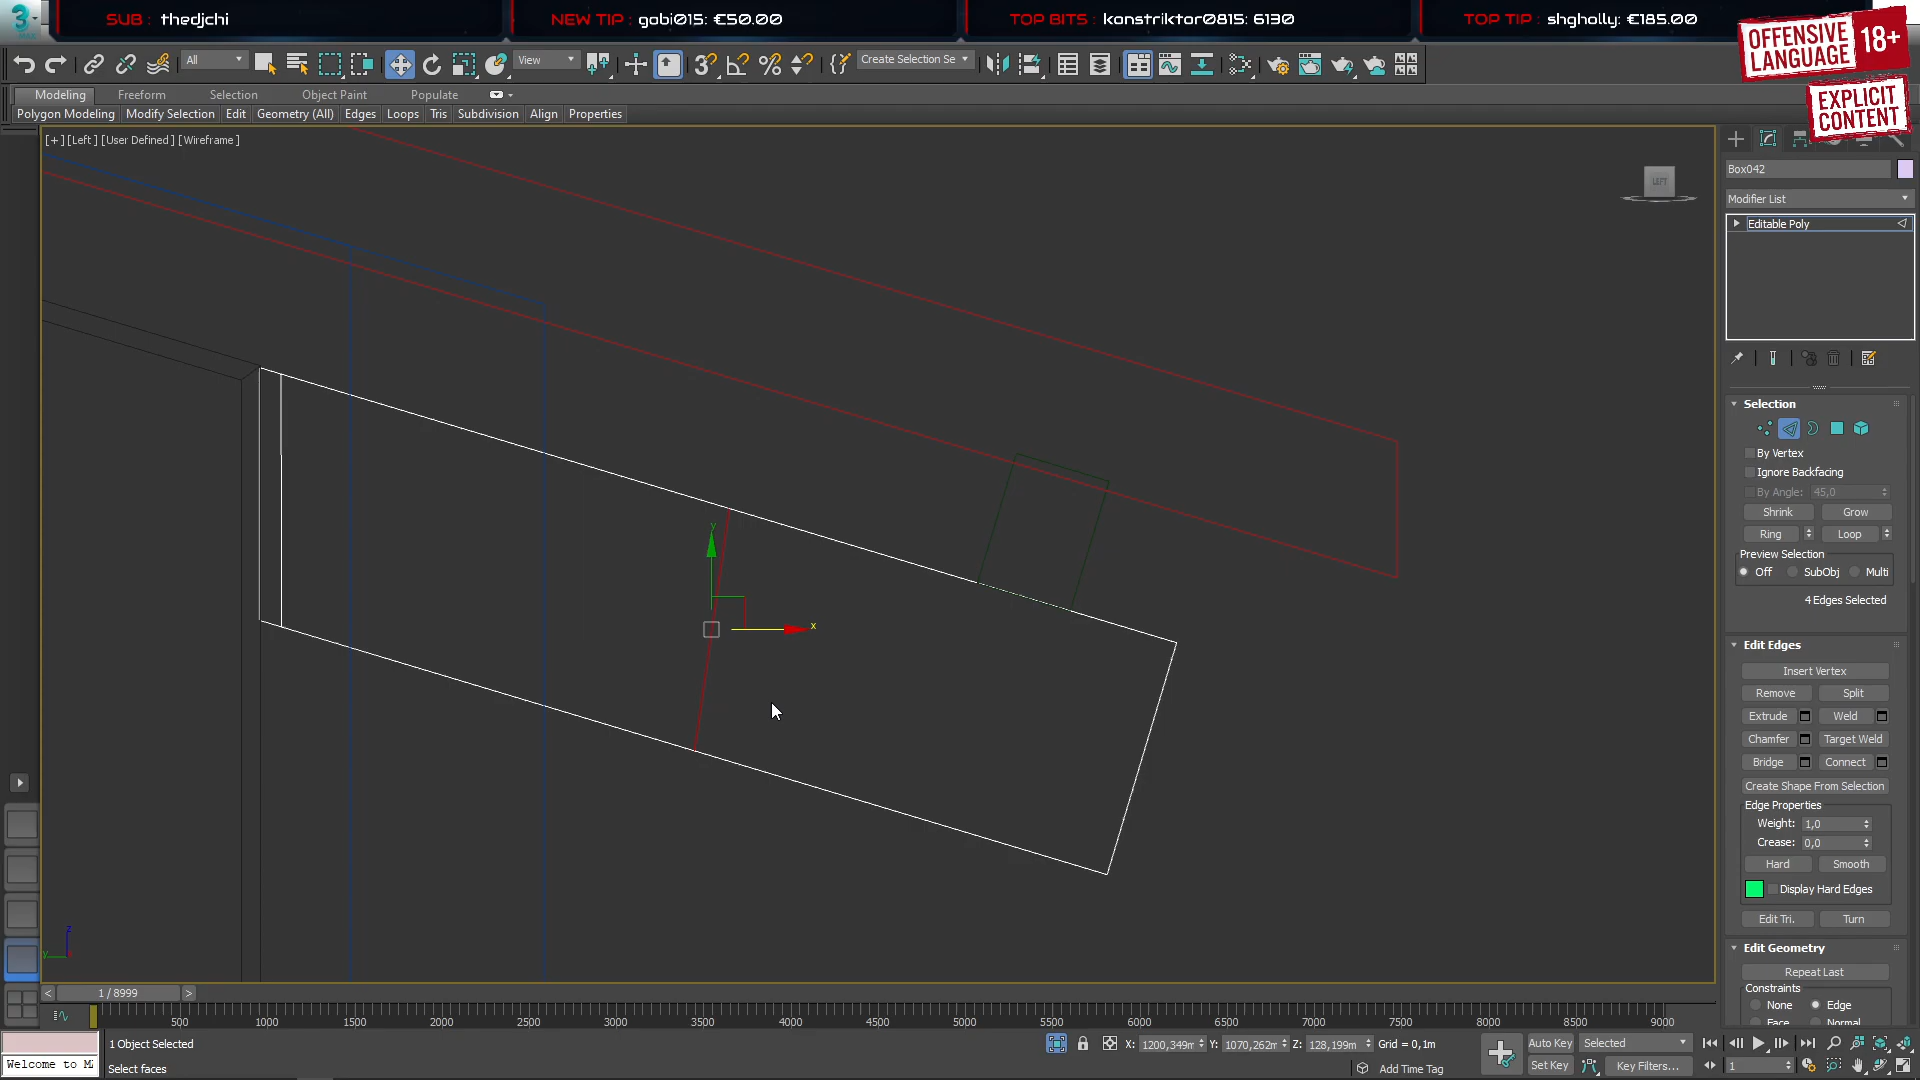 SUB : thedjchi
NEW TIP : gabi015: €50.00
TOP BITS : konstriktor0815: 6130
TOP TIP : shgholly: €185.00
OFFENSIVE LANGUAGE 18+
EXPLICIT CONTENT
3 MAX
All
View
Create Selection Se
Modeling Freeform Selection Object Paint Populate
Polygon Modeling Modify Selection Edit Geometry (All) Edges Loops Tris Subdivision Align Properties
[+] [Left] [User Defined] [Wireframe]
LEFT
Box042
Modifier List
Editable Poly
Selection
By Vertex
Ignore Backfacing
By Angle: 45,0
Shrink Grow
Ring Loop
Preview Selection
Off SubObj Multi
4 Edges Selected
Edit Edges
Insert Vertex
Remove Split
Extrude Weld
Chamfer Target Weld
Bridge Connect
Create Shape From Selection
Edge Properties
Weight: 1,0
Crease: 0,0
Hard Smooth
Display Hard Edges
Edit Tri. Turn
Edit Geometry
Repeat Last
Constraints
None Edge
Face Normal
y
x
z
y
< 1 / 8999 >
500 1000 1500 2000 2500 3000 3500 4000 4500 5000 5500 6000 6500 7000 7500 8000 8500 9000
Welcome to M
1 Object Selected
Select faces
X: 1200,349m Y: 1070,262m Z: 128,199m Grid = 0,1m
Add Time Tag
Auto Key Selected
Set Key Key Filters...
1